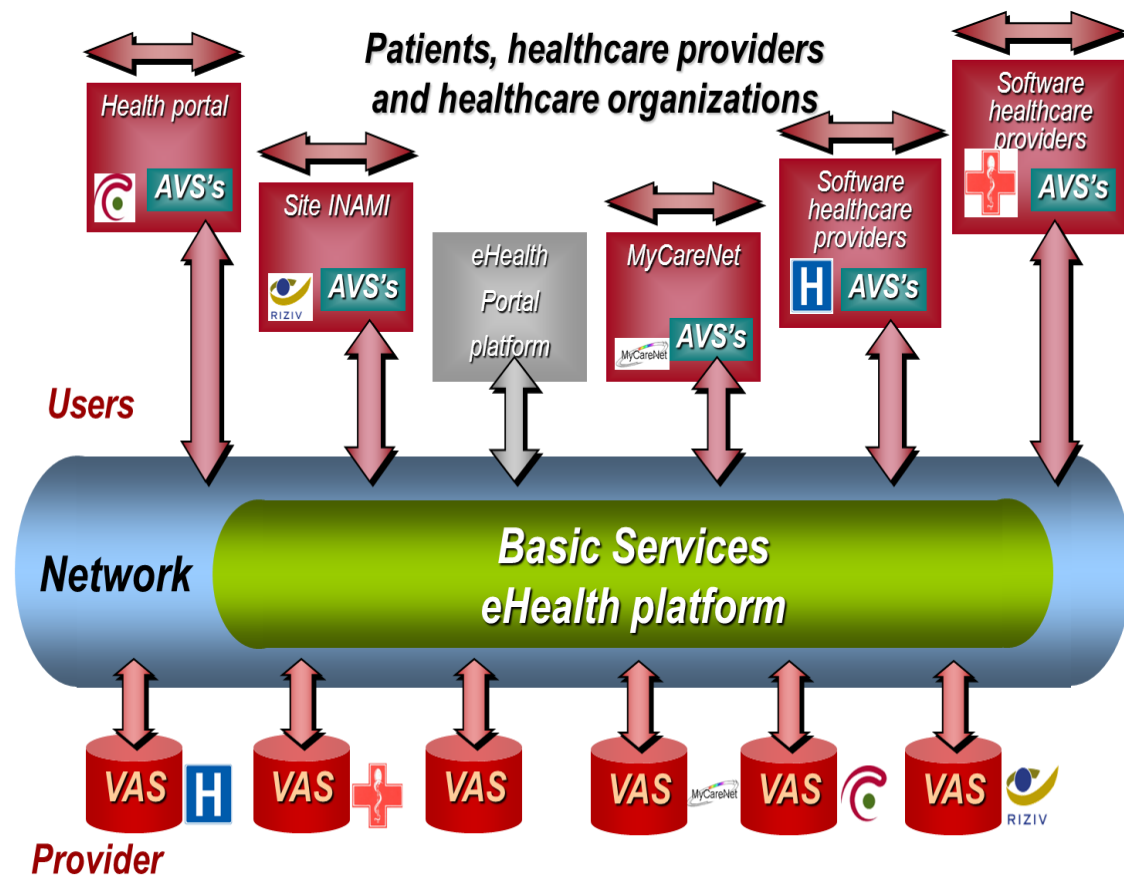 Patients, healthcare providers
and healthcare organizations
Health portal
AVS's
Site INAMI
RIZIV
AVS's
eHealth
Portal
platform
MyCareNet
MyCareNet
AVS's
Software
healthcare
providers
H
AVS's
Software
healthcare
providers
AVS's
Users
Network
Basic Services
eHealth platform
VAS
H
VAS
VAS
VAS
MyCareNet
VAS
VAS
RIZIV
Provider